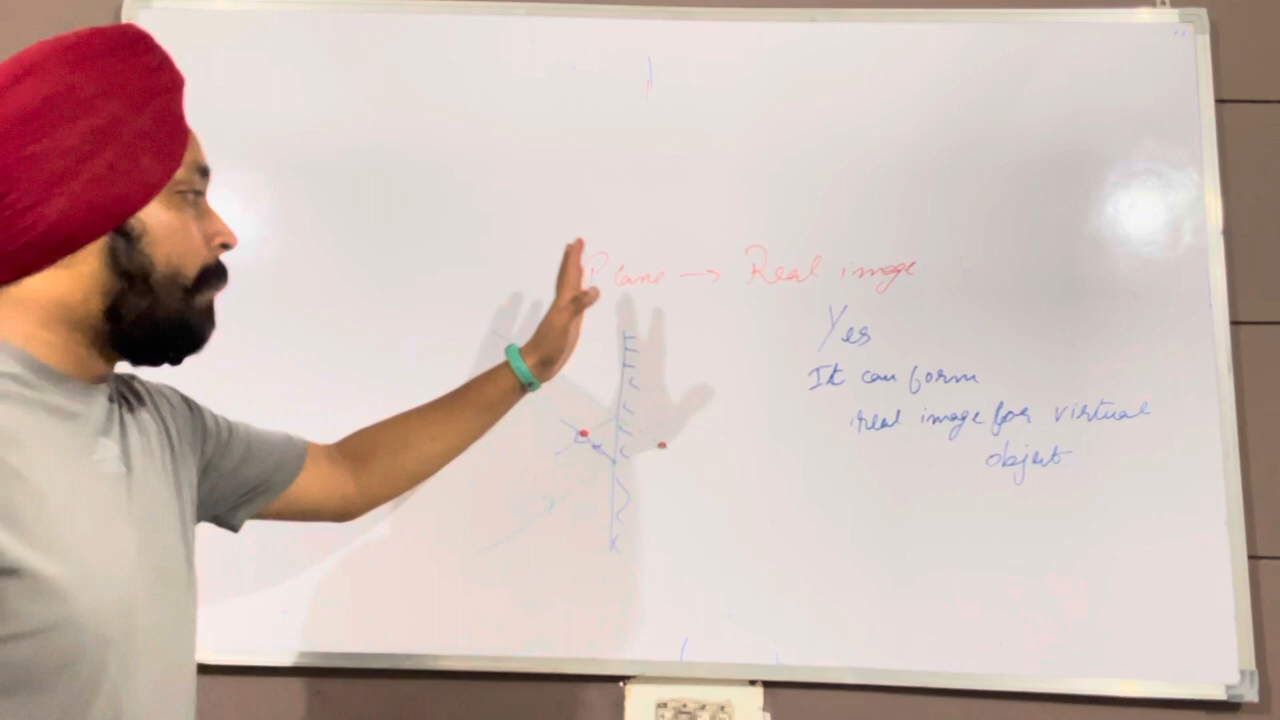 Plane → Real image
Yes
It can form
real image for virtual
object